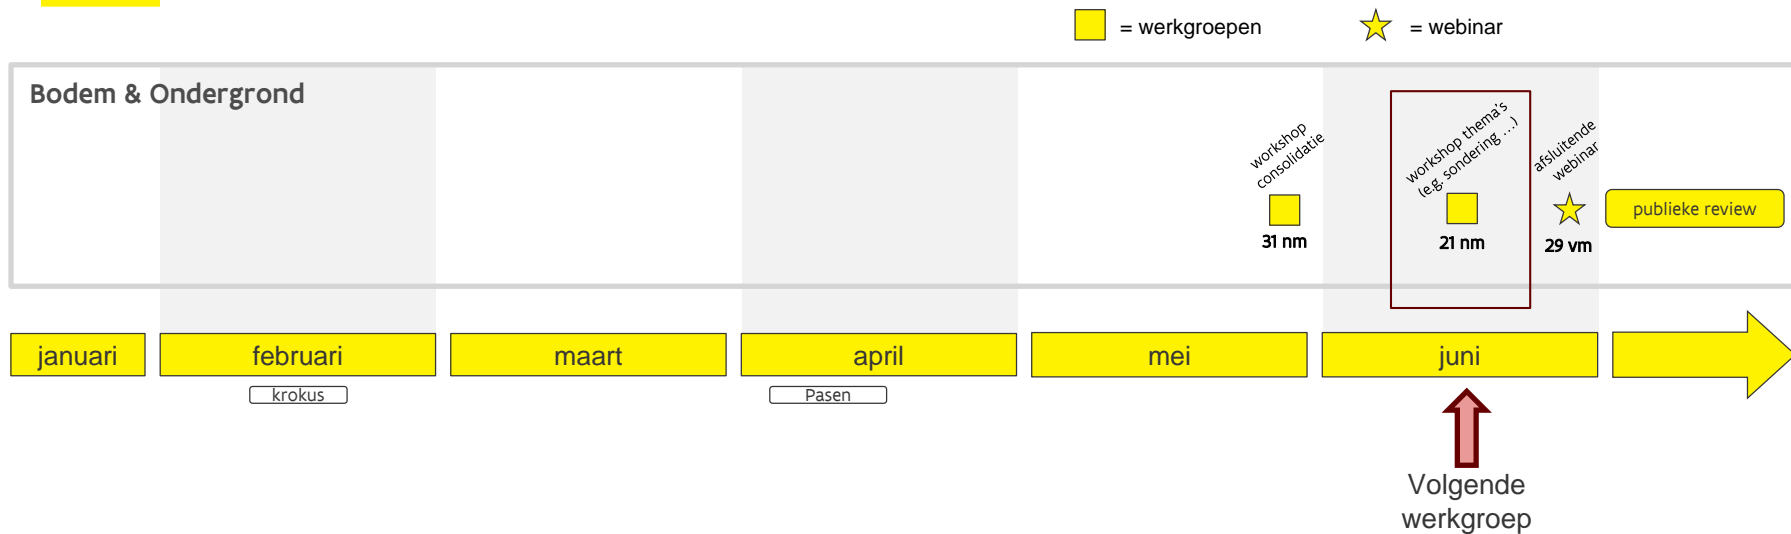 = werkgroepen
= webinar
Bodem & Ondergrond
workshop
consolidatie
31 nm
workshop thema's
(e.g. sondering ...)
21 nm
afsluitende
webinar
29 vm
publieke review
januari
februari
maart
april
mei
juni
krokus
Pasen
Volgende
werkgroep